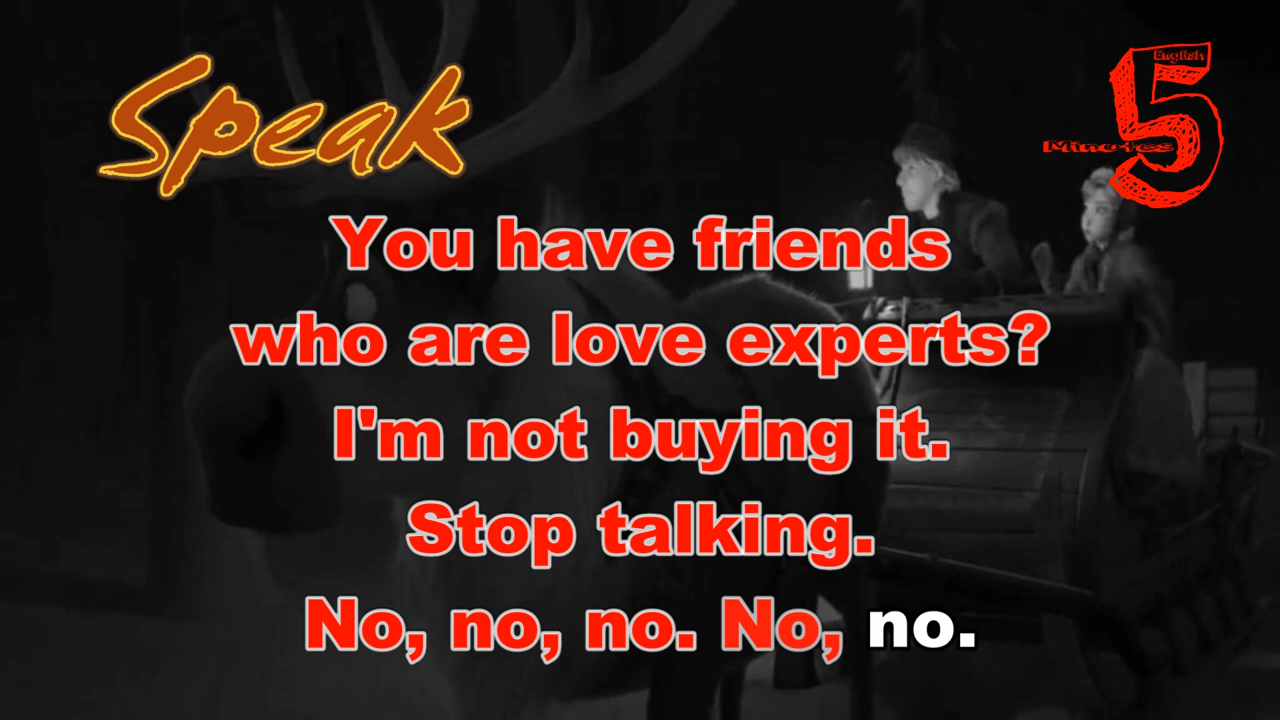 Speak
English
5
Minutes
You have friends
who are love experts?
I'm not buying it.
Stop talking.
No, no, no. No, no.